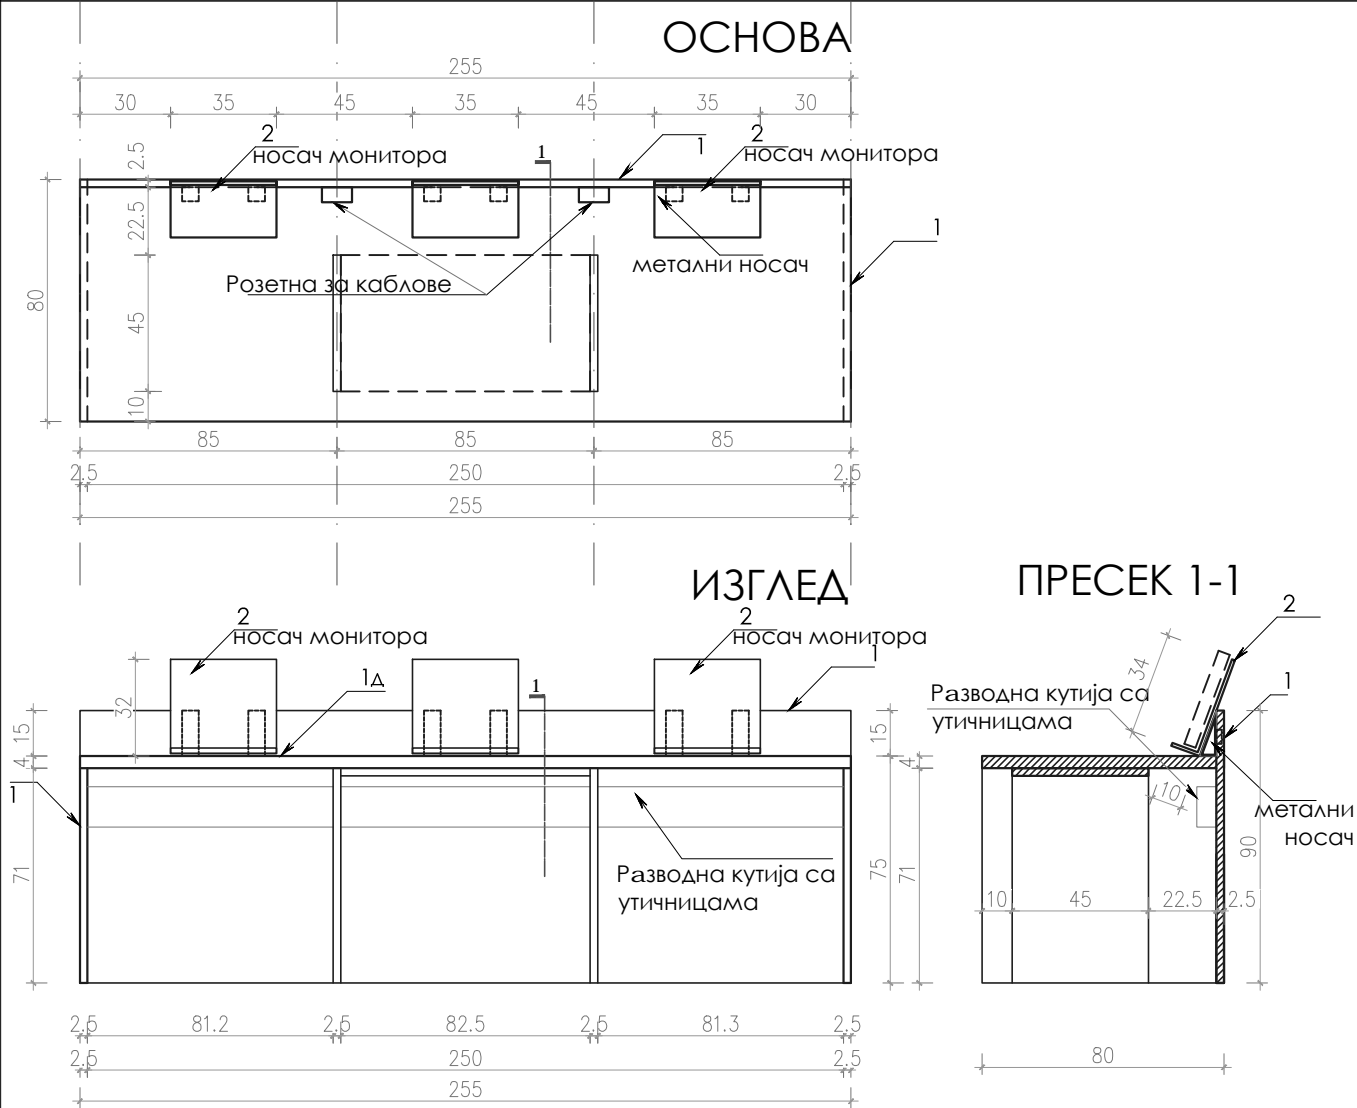 ОСНОВА
255
30 35 45 35 45 35 30
2
носач монитора
1
1
2
носач монитора
2.5
22.5
45
10
80
1
метални носач
Розетна за каблове
85 85 85
2.5 250 2.5
255
ИЗГЛЕД
2
носач монитора
2
носач монитора
1
1д
1
32
15
4
71
1
15
75
4
71
Разводна кутија са
утичницама
2.5 81.2 2.5 82.5 2.5 81.3 2.5
2.5 250 2.5
255
ПРЕСЕК 1-1
2
34
1
Разводна кутија са
утичницама
10
метални
носач
90
10 45 22.5 2.5
80